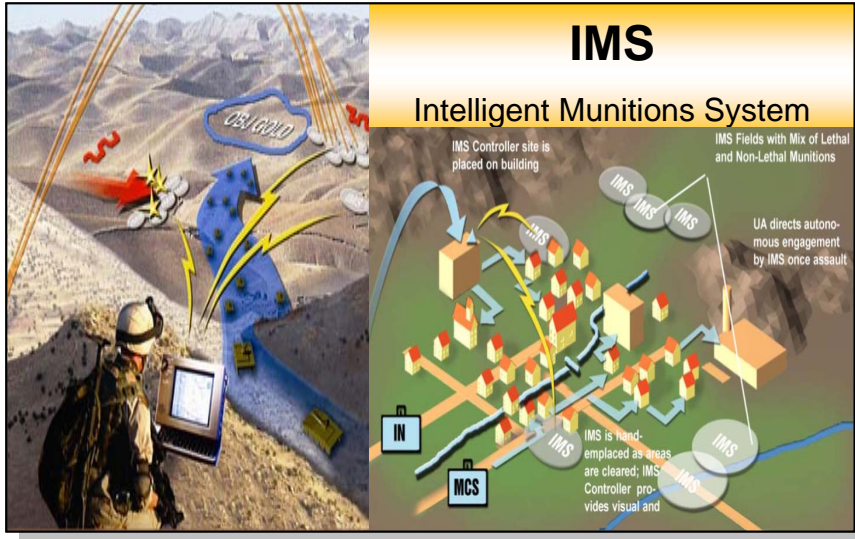 IMS
Intelligent Munitions System
OBJ GOLD
IMS Controller site is
placed on building
IMS Fields with Mix of Lethal
and Non-Lethal Munitions
IMS
IMS
IMS
IMS
UA directs autono-
mous engagement
by IMS once assault
IN
MCS
IMS
IMS is hand-
emplaced as areas
are cleared; IMS
Controller pro-
vides visual and
IMS
IMS